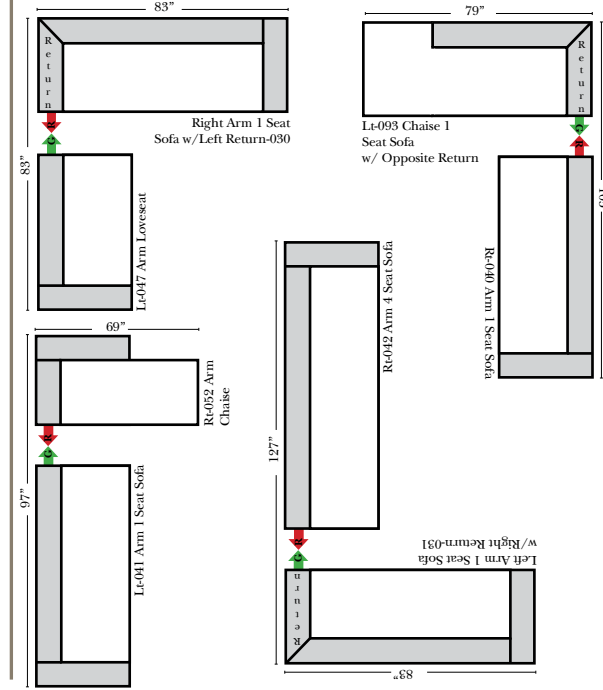 83”
Return
R
G
Right Arm 1 Seat
Sofa w/Left Return-030
83”
Lt-047 Arm Loveseat
79”
Return
Lt-093 Chaise 1
Seat Sofa
w/ Opposite Return
G
R
Rt-040 Arm 1 Seat Sofa
69”
Rt-052 Arm
Chaise
R
G
97”
Lt-041 Arm 1 Seat Sofa
Rt-042 Arm 4 Seat Sofa
127”
R
G
Left Arm 1 Seat Sofa
w/Right Return-031
Return
83”